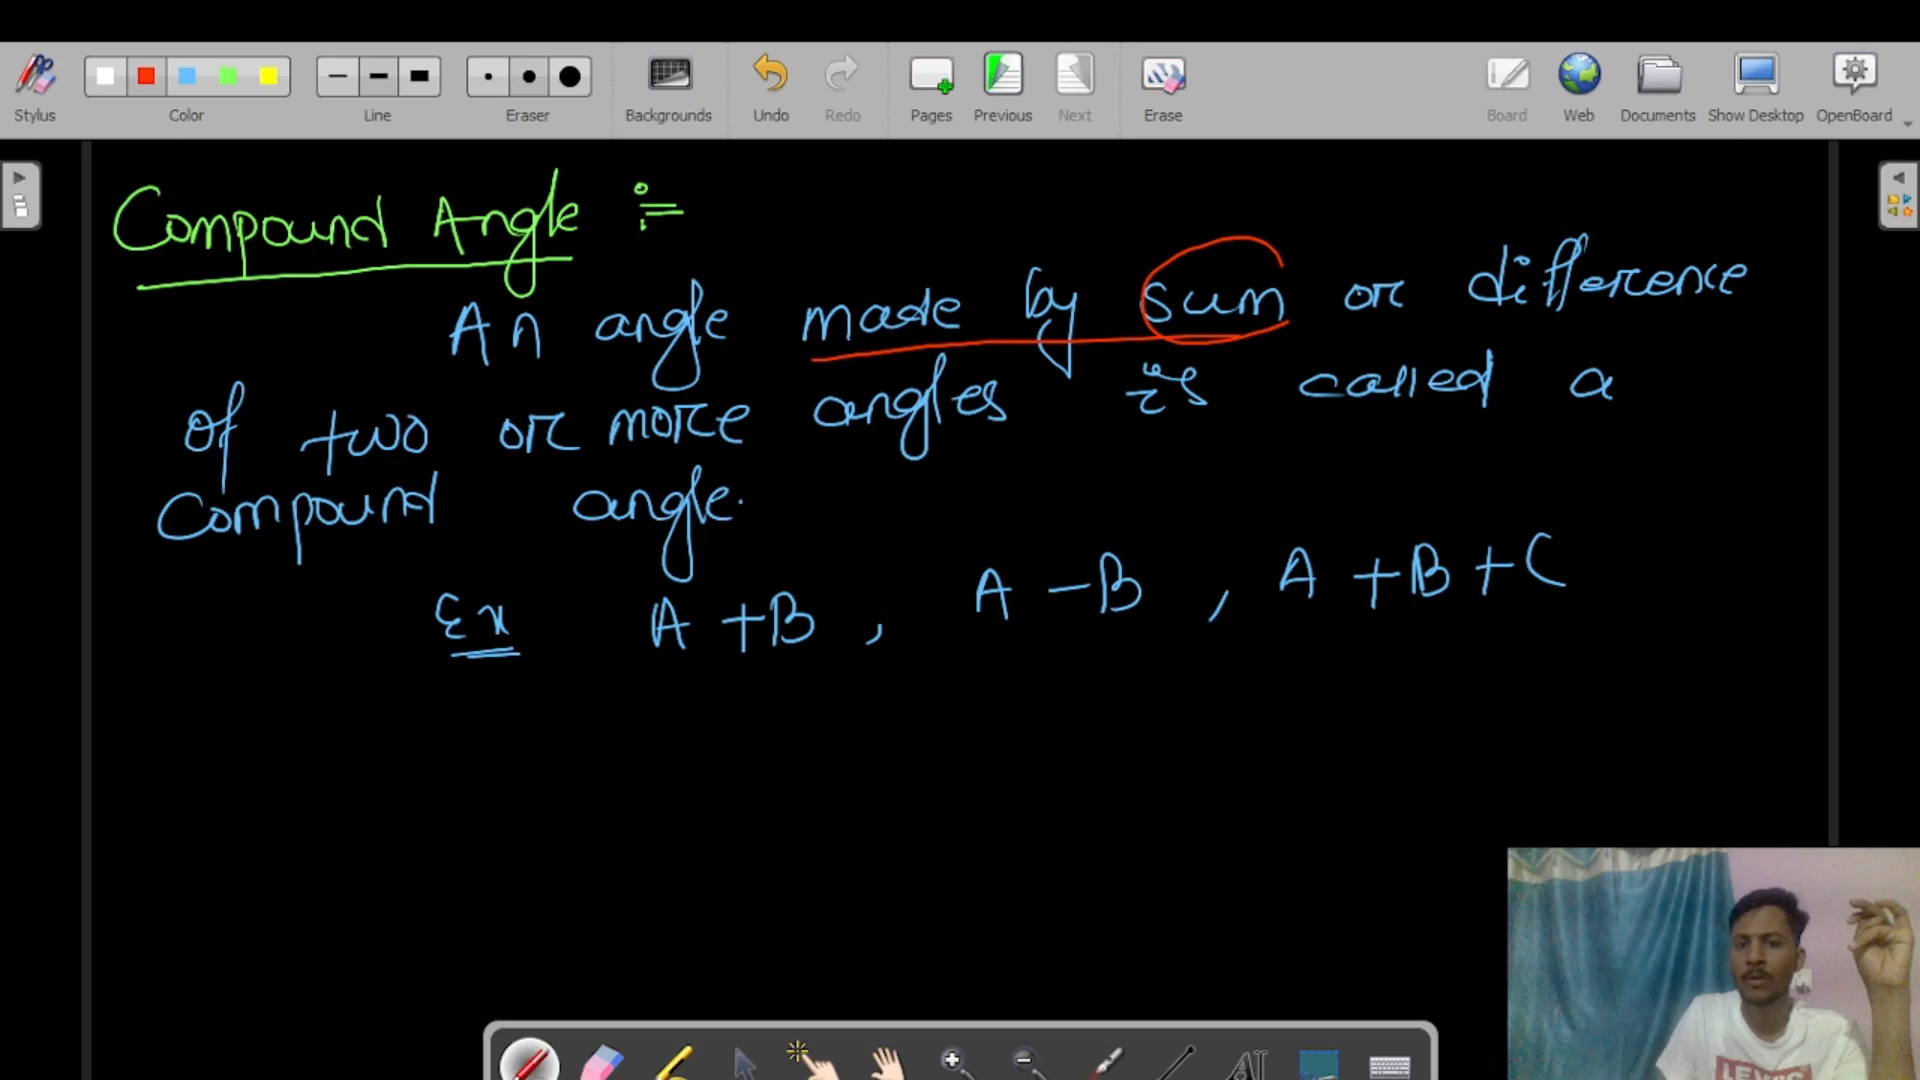 Stylus Color Line Eraser Backgrounds Undo Redo Pages Previous Next Erase Board Web Documents Show Desktop OpenBoard
Compound Angle :=
An angle made by sum or difference
of two or more angles is called a
compound angle.
Ex A + B , A - B , A + B + C